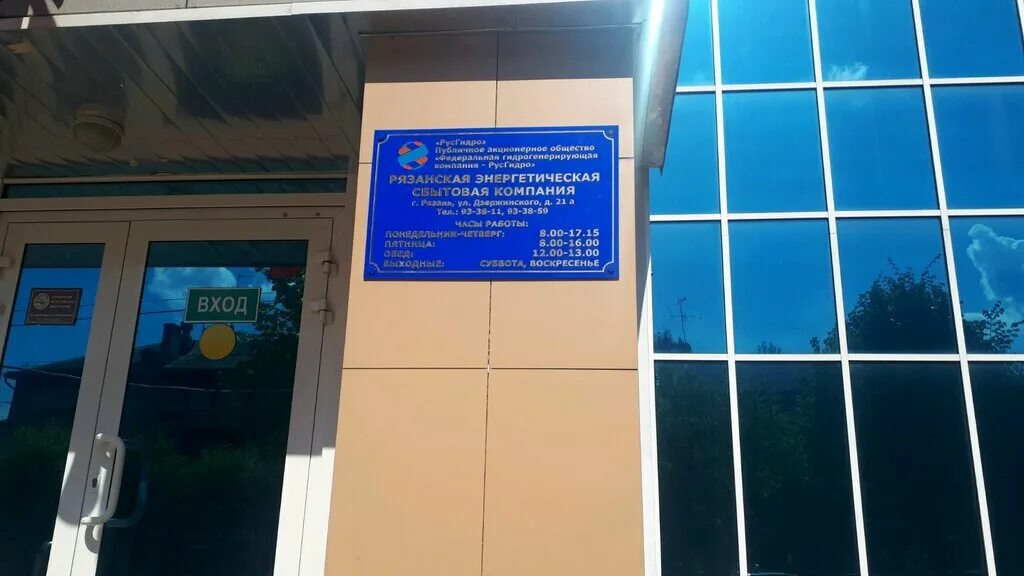 «РусГидро»
Публичное акционерное общество
«Федеральная гидрогенерирующая
компания - РусГидро»
РЯЗАНСКАЯ ЭНЕРГЕТИЧЕСКАЯ
СБЫТОВАЯ КОМПАНИЯ
г. Рязань, ул. Дзержинского, д. 21 а
Тел.: 93-38-11, 93-38-59
ЧАСЫ РАБОТЫ:
ПОНЕДЕЛЬНИК-ЧЕТВЕРГ: 8.00-17.15
ПЯТНИЦА: 8.00-16.00
ОБЕД: 12.00-13.00
ВЫХОДНЫЕ: СУББОТА, ВОСКРЕСЕНЬЕ
ВХОД